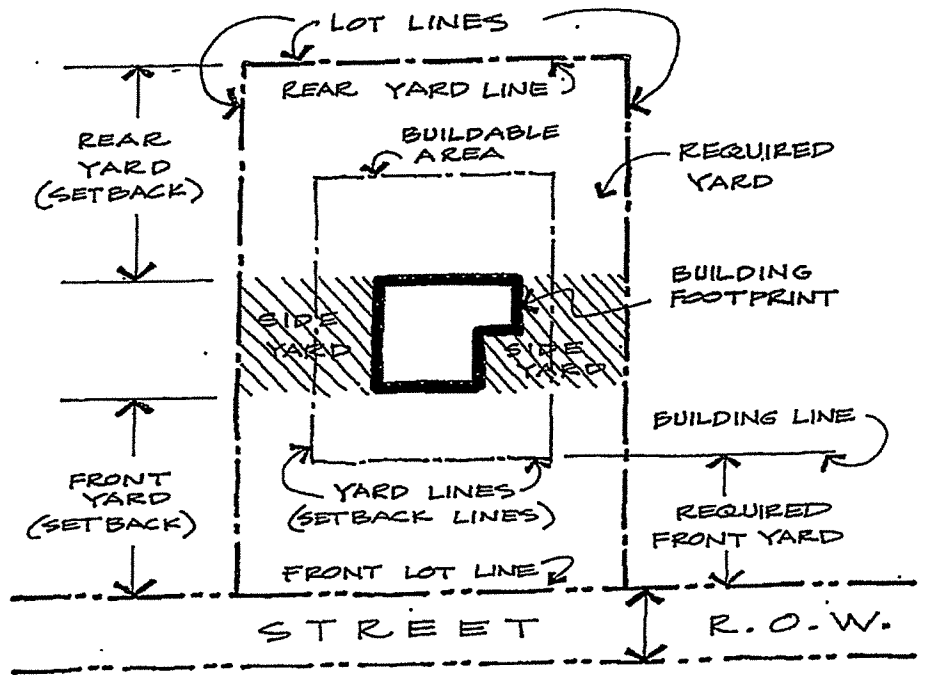 LOT LINES
REAR YARD LINE
REAR
YARD
(SETBACK)
BUILDABLE
AREA
REQUIRED
YARD
BUILDING
FOOTPRINT
SIDE
YARD
SIDE
YARD
BUILDING LINE
FRONT
YARD
(SETBACK)
YARD LINES
(SETBACK LINES)
REQUIRED
FRONT YARD
FRONT LOT LINE
STREET
R.O.W.